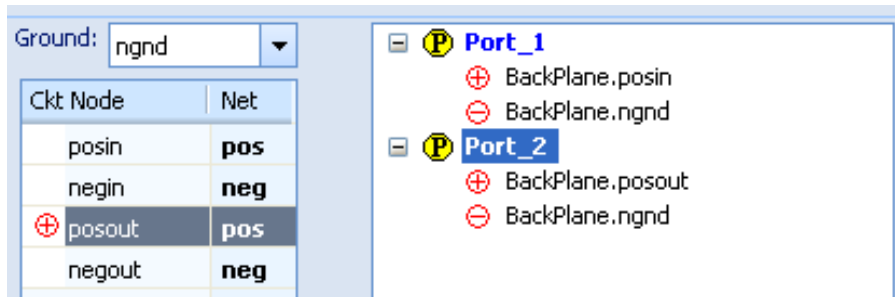 Ground: ngnd
Ckt Node Net
posin pos
negin neg
posout pos
negout neg
P Port_1
BackPlane.posin
BackPlane.ngnd
P Port_2
BackPlane.posout
BackPlane.ngnd